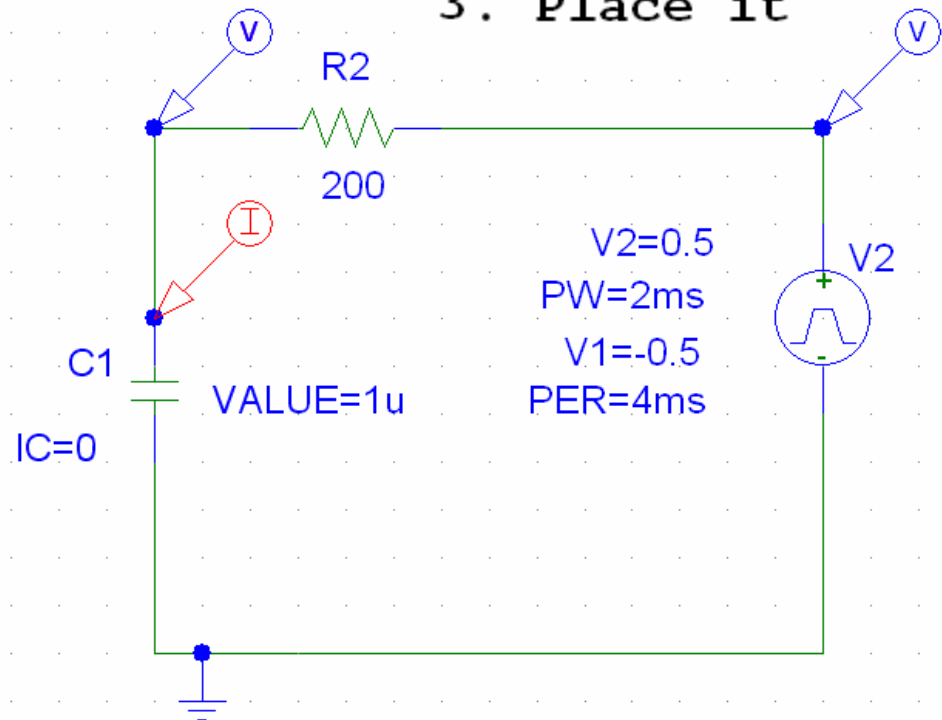 3. Place it
V
V
R2
200
I
V2=0.5
V2
PW=2ms
V1=-0.5
C1
VALUE=1u
PER=4ms
IC=0
+
-